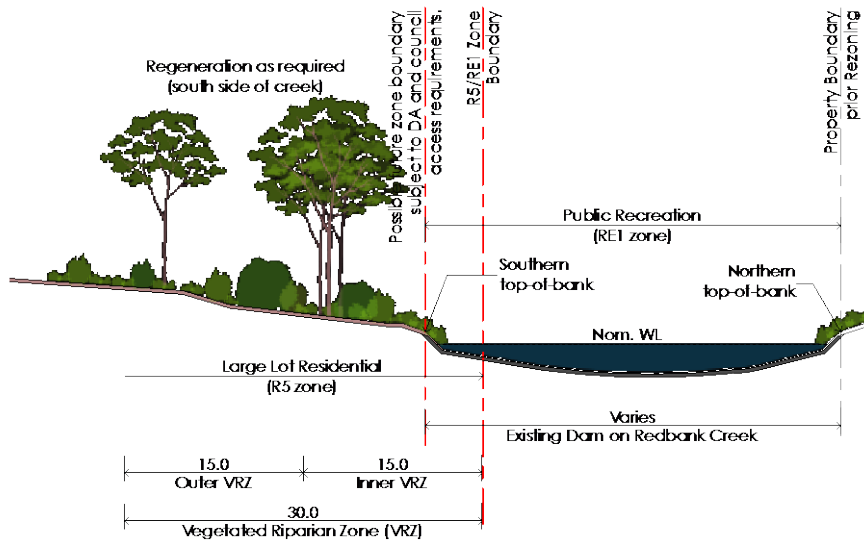 Regeneration as required
(south side of creek)
zone boundary
subject to DA and council
access requirements.
R5/RE1 Zone
Boundary
Property Boundary
prior Rezoning
Public Recreation
(RE1 zone)
Southern
top-of-bank
Northern
top-of-bank
Nom. WL
Large Lot Residential
(R5 zone)
Varies
Existing Dam on Redbank Creek
15.0
Outer VRZ
15.0
Inner VRZ
30.0
Vegetated Riparian Zone (VRZ)